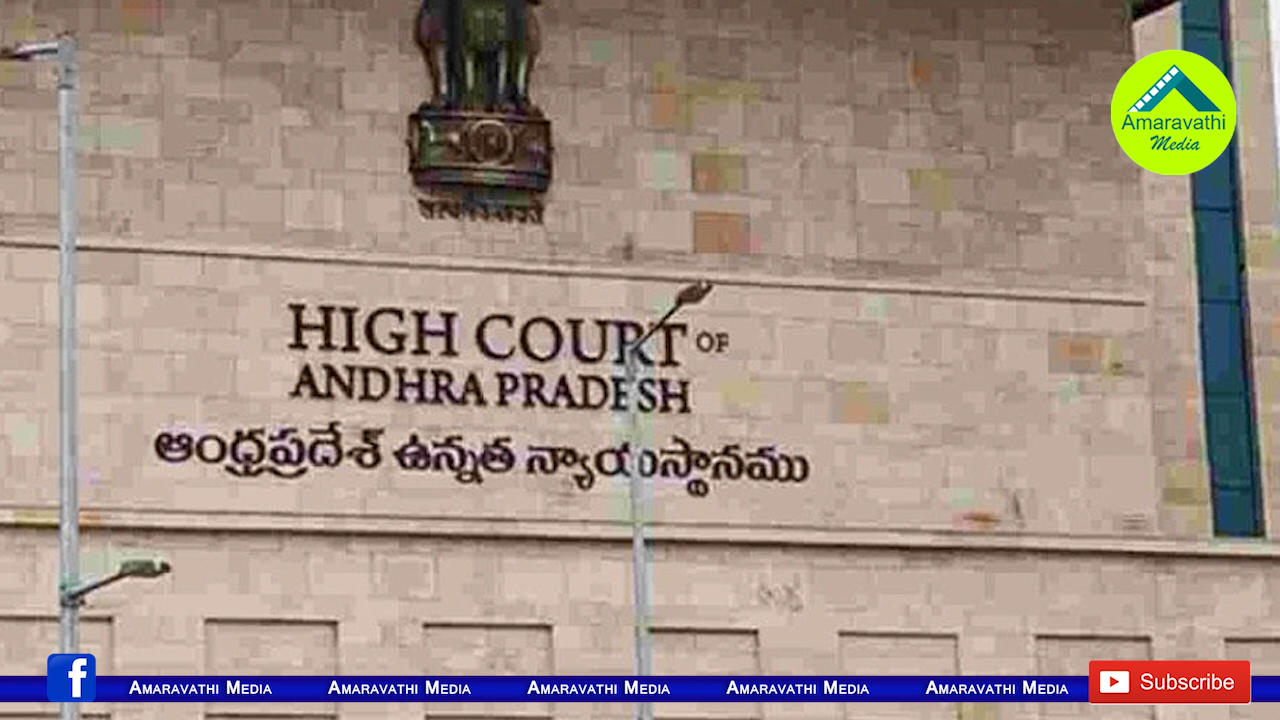 Amaravathi
Media
HIGH COURT OF
ANDHRA PRADESH
ఆంధ్రప్రదేశ్ ఉన్నత న్యాయస్థానము
f
AMARAVATHI MEDIA AMARAVATHI MEDIA AMARAVATHI MEDIA AMARAVATHI MEDIA AMARAVATHI MEDIA
Subscribe